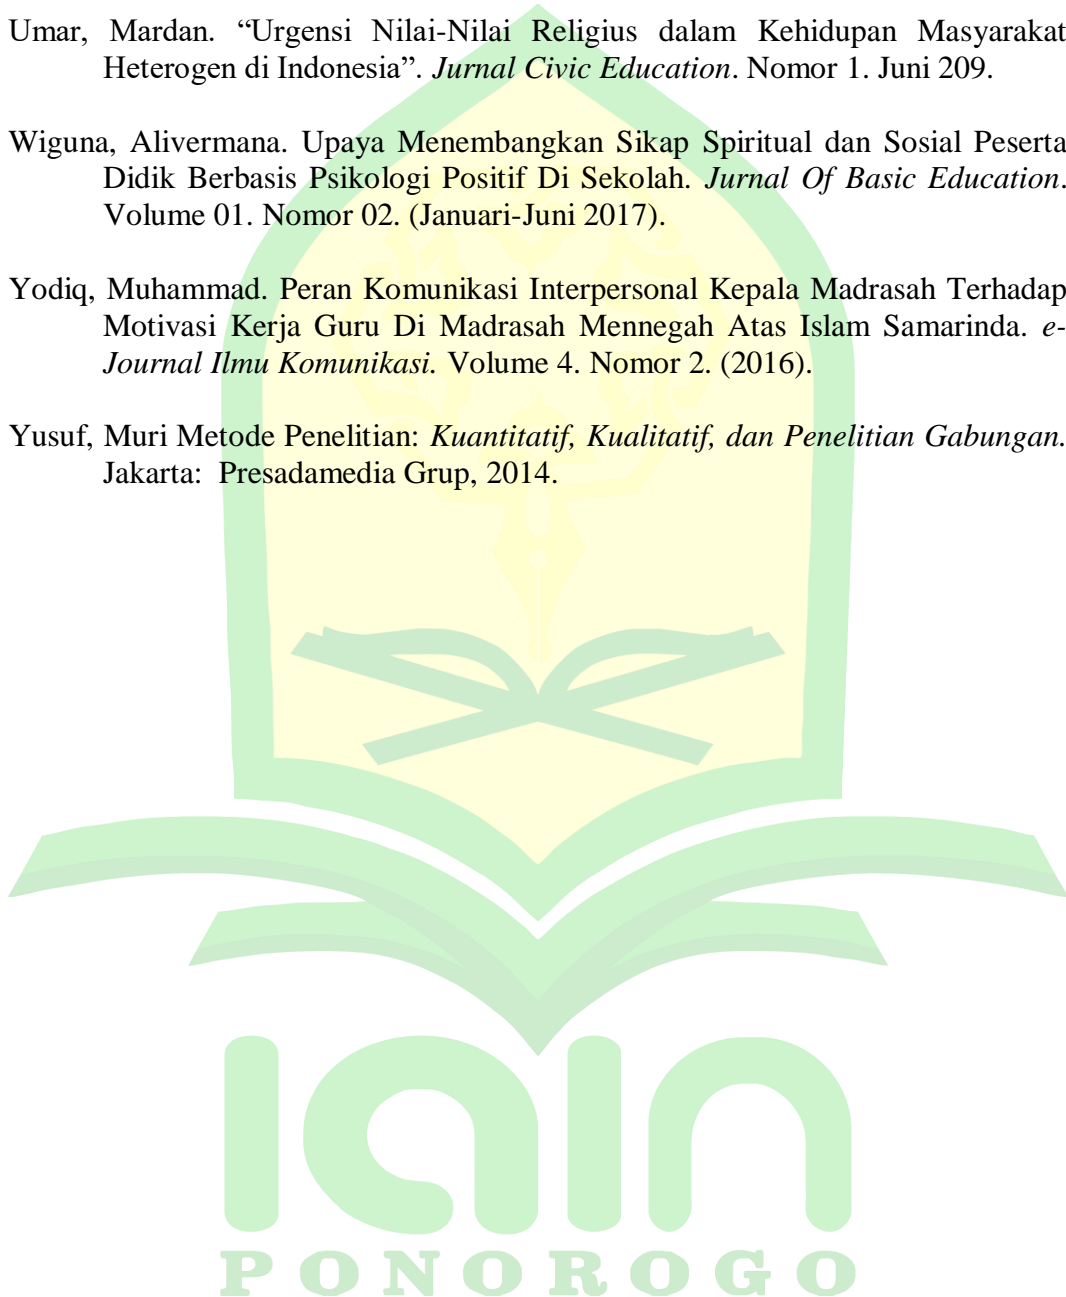 Umar, Mardan. “Urgensi Nilai-Nilai Religius dalam Kehidupan Masyarakat
Heterogen di Indonesia”. Jurnal Civic Education. Nomor 1. Juni 209.
Wiguna, Alivermana. Upaya Menembangkan Sikap Spiritual dan Sosial Peserta
Didik Berbasis Psikologi Positif Di Sekolah. Jurnal Of Basic Education.
Volume 01. Nomor 02. (Januari-Juni 2017).
Yodiq, Muhammad. Peran Komunikasi Interpersonal Kepala Madrasah Terhadap
Motivasi Kerja Guru Di Madrasah Mennegah Atas Islam Samarinda. e-
Journal Ilmu Komunikasi. Volume 4. Nomor 2. (2016).
Yusuf, Muri Metode Penelitian: Kuantitatif, Kualitatif, dan Penelitian Gabungan.
Jakarta: Presadamedia Grup, 2014.
IAIN
PONOROGO